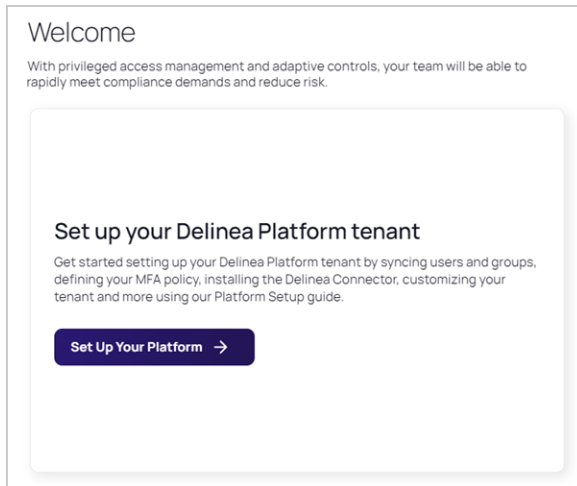 Welcome
With privileged access management and adaptive controls, your team will be able to
rapidly meet compliance demands and reduce risk.
Set up your Delinea Platform tenant
Get started setting up your Delinea Platform tenant by syncing users and groups,
defining your MFA policy, installing the Delinea Connector, customizing your
tenant and more using our Platform Setup guide.
Set Up Your Platform →